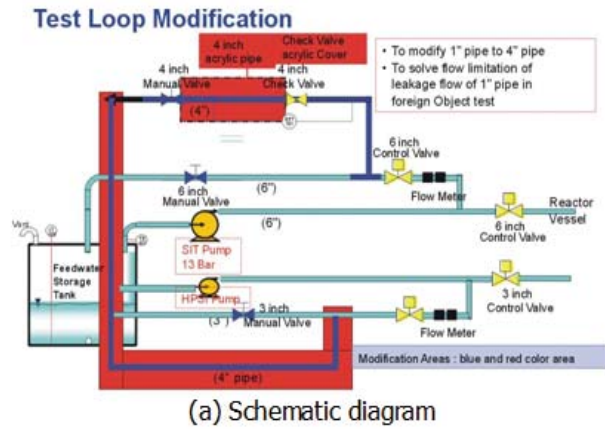 Test Loop Modification
4 inch
acrylic pipe
Check Valve
acrylic Cover
4 inch
Manual Valve
4 inch
Check Valve
(4")
• To modify 1" pipe to 4" pipe
• To solve flow limitation of
leakage flow of 1" pipe in
foreign Object test
6 inch
Control Valve
6 inch
Manual Valve
(6")
Flow Meter
(6")
Reactor
Vessel
6 inch
Control Valve
Vent
Feedwater
Storage
Tank
SIT Pump
13 Bar
HPSI Pump
3 inch
Manual Valve
(3")
3 inch
Control Valve
Flow Meter
Modification Areas : blue and red color area
(4" pipe)
(a) Schematic diagram